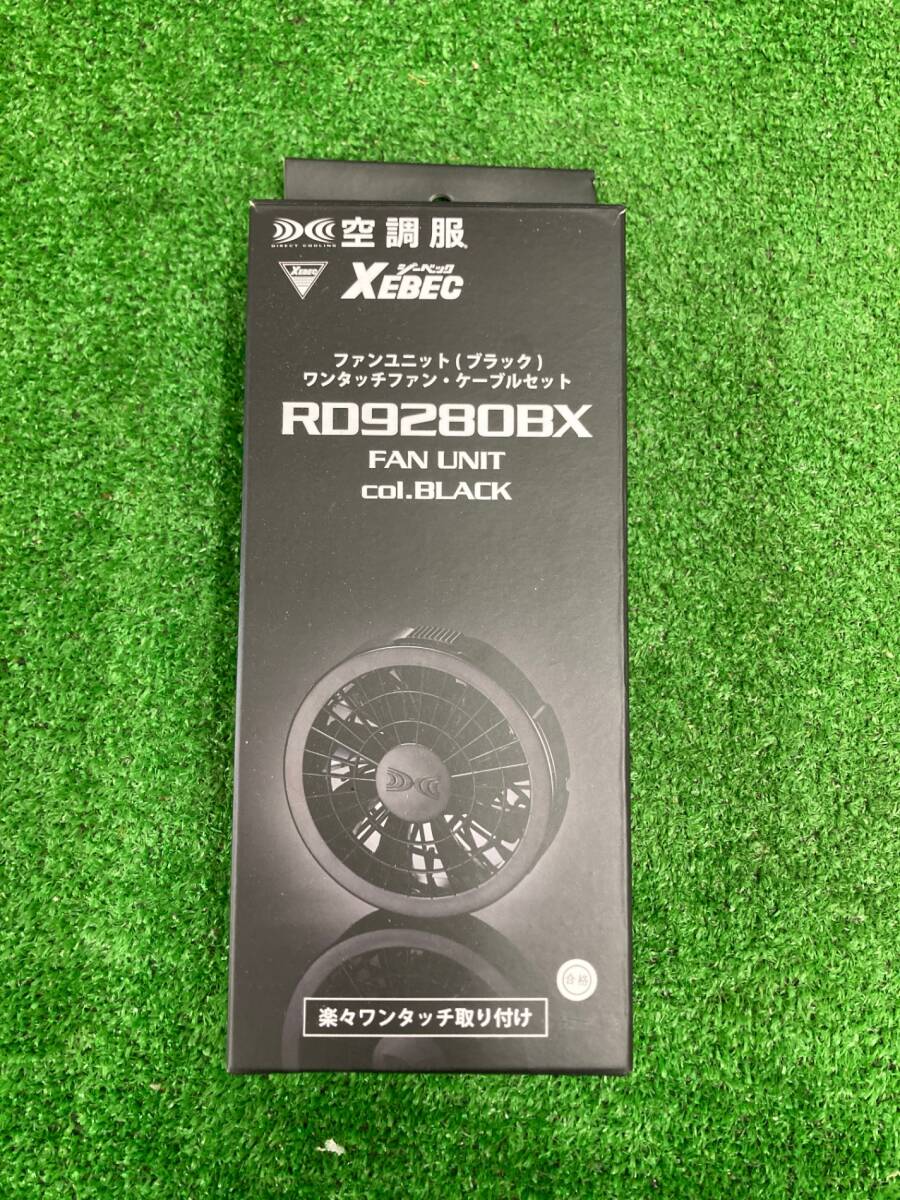 空調服
DIRECT COOLING
XEBEC
ジーベック
XEBEC
ファンユニット(ブラック)
ワンタッチファン・ケーブルセット
RD9280BX
FAN UNIT
col.BLACK
合格
楽々ワンタッチ取り付け